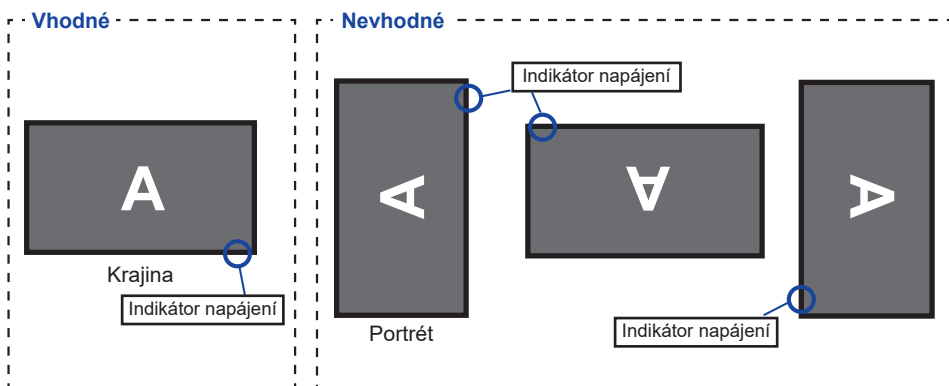 Vhodné
A
Krajina
Indikátor napájení
Nevhodné
Indikátor napájení
A
A
A
Portrét
Indikátor napájení